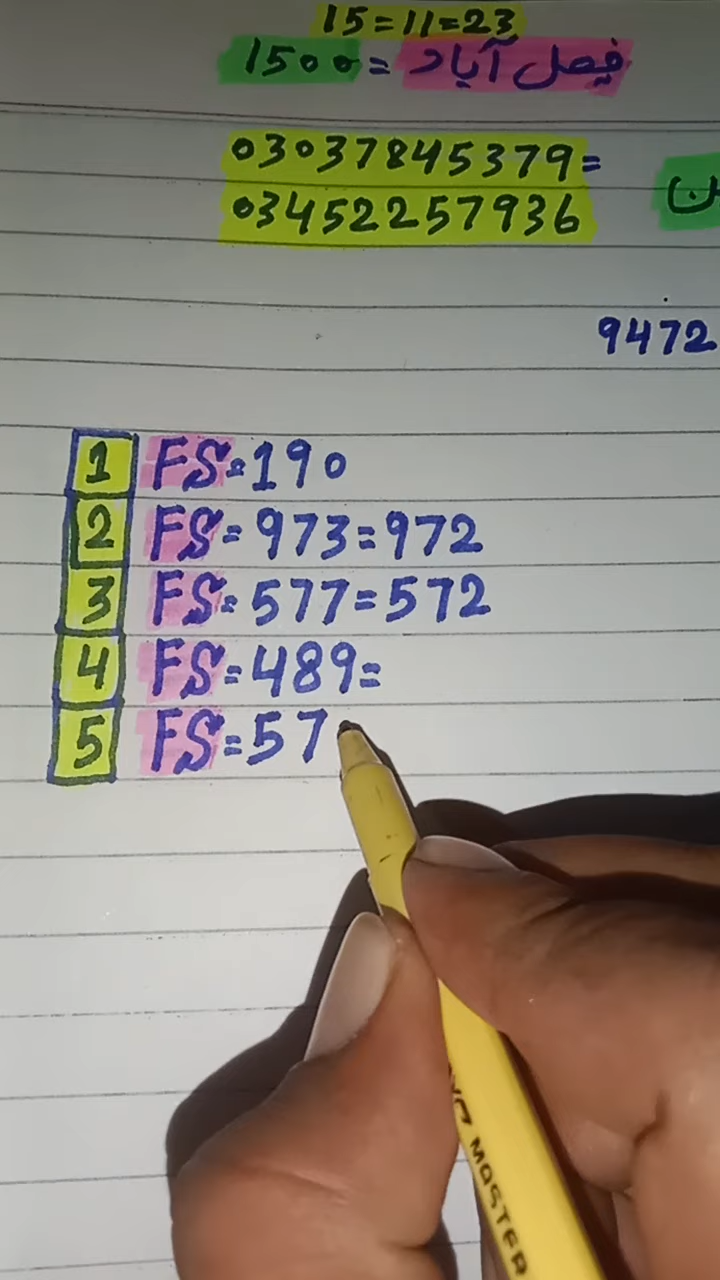 15=11=23
1500=فیصل آباد
03037845379=
03452257936
9472
1 FS=190
2 FS=973=972
3 FS=577=572
4 FS=489=
5 FS=57
MASTER